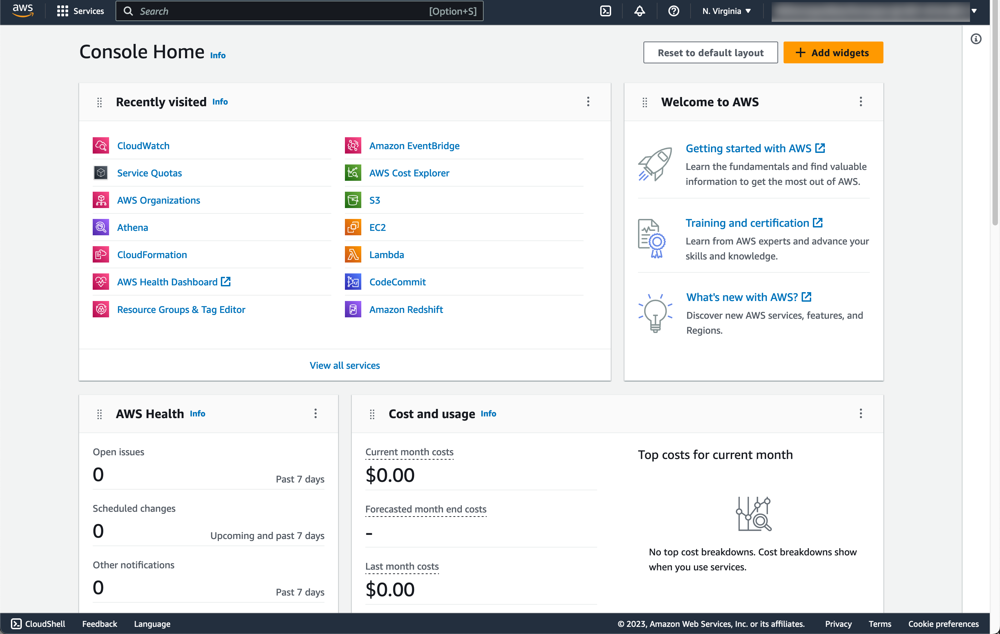 aws Services Search [Option+S] N. Virginia
Console Home Info
Reset to default layout
Add widgets
Recently visited Info
CloudWatch
Service Quotas
AWS Organizations
Athena
CloudFormation
AWS Health Dashboard
Resource Groups & Tag Editor
Amazon EventBridge
AWS Cost Explorer
S3
EC2
Lambda
CodeCommit
Amazon Redshift
View all services
Welcome to AWS
Getting started with AWS
Learn the fundamentals and find valuable
information to get the most out of AWS.
Training and certification
Learn from AWS experts and advance your
skills and knowledge.
What's new with AWS?
Discover new AWS services, features, and
Regions.
AWS Health Info
Open issues
0 Past 7 days
Scheduled changes
0 Upcoming and past 7 days
Other notifications
0 Past 7 days
Cost and usage Info
Current month costs
$0.00
Forecasted month end costs
-
Last month costs
$0.00
Top costs for current month
No top cost breakdowns. Cost breakdowns show
when you use services.
CloudShell Feedback Language © 2023, Amazon Web Services, Inc. or its affiliates. Privacy Terms Cookie preferences